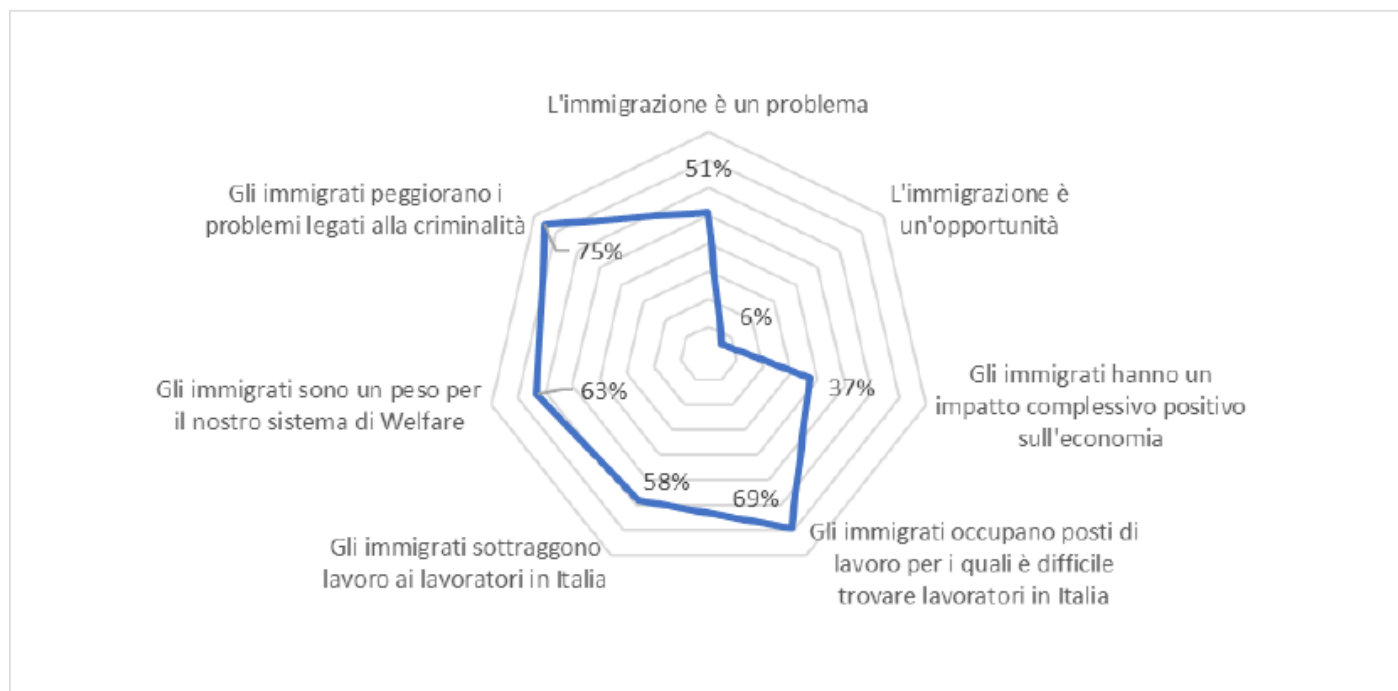 L'immigrazione è un problema
51%
L'immigrazione è
un'opportunità
6%
Gli immigrati hanno un
impatto complessivo positivo
sull'economia
37%
Gli immigrati occupano posti di
lavoro per i quali è difficile
trovare lavoratori in Italia
69%
Gli immigrati sottraggono
lavoro ai lavoratori in Italia
58%
Gli immigrati sono un peso per
il nostro sistema di Welfare
63%
Gli immigrati peggiorano i
problemi legati alla criminalità
75%